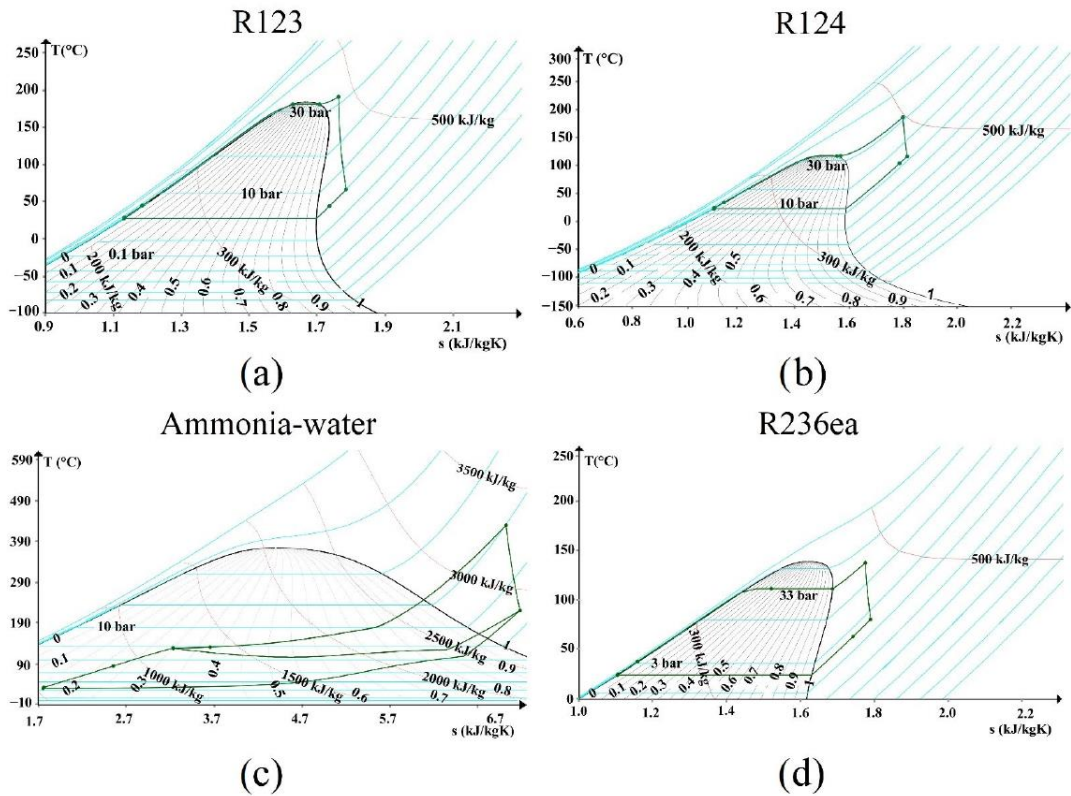 R123
T(°C)
250
200
150
100
50
0
−50
−100
30 bar
500 kJ/kg
10 bar
0.1 bar
200 kJ/kg
300 kJ/kg
0
0.1
0.2
0.3
0.4
0.5
0.6
0.7
0.8
0.9
1
0.9
1.1
1.3
1.5
1.7
1.9
2.1
s (kJ/kgK)
(a)
R124
T(°C)
300
250
200
150
100
50
0
−50
−100
−150
30 bar
500 kJ/kg
10 bar
200 kJ/kg
300 kJ/kg
0
0.1
0.2
0.3
0.4
0.5
0.6
0.7
0.8
0.9
1
0.6
0.8
1.0
1.2
1.4
1.6
1.8
2.0
2.2
s (kJ/kgK)
(b)
Ammonia-water
T (°C)
590
490
390
290
190
90
−10
3500 kJ/kg
3000 kJ/kg
10 bar
2500 kJ/kg
1000 kJ/kg
1500 kJ/kg
2000 kJ/kg
0
0.1
0.2
0.3
0.4
0.5
0.6
0.7
0.8
0.9
1
1.7
2.7
3.7
4.7
5.7
6.7
s (kJ/kgK)
(c)
R236ea
T(°C)
250
200
150
100
50
0
500 kJ/kg
33 bar
3 bar
300 kJ/kg
0
0.1
0.2
0.3
0.4
0.5
0.6
0.7
0.8
0.9
1
1.0
1.2
1.4
1.6
1.8
2.0
2.2
s (kJ/kgK)
(d)